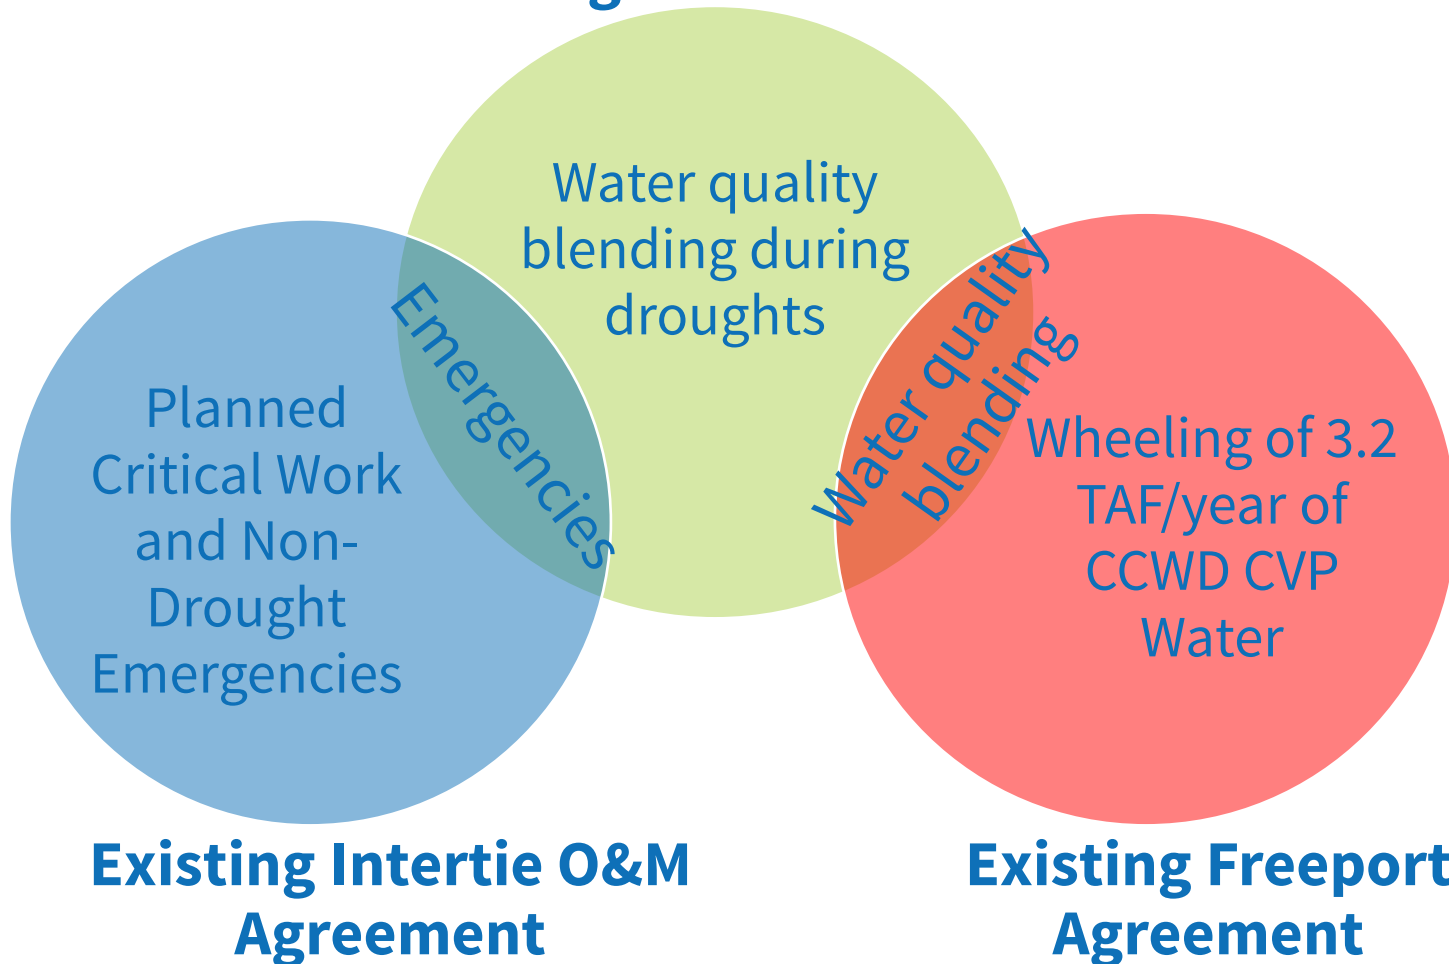 Water quality
blending during
droughts
Emergencies
Water quality
blending
Planned
Critical Work
and Non-
Drought
Emergencies
Wheeling of 3.2
TAF/year of
CCWD CVP
Water
Existing Intertie O&M
Agreement
Existing Freeport
Agreement